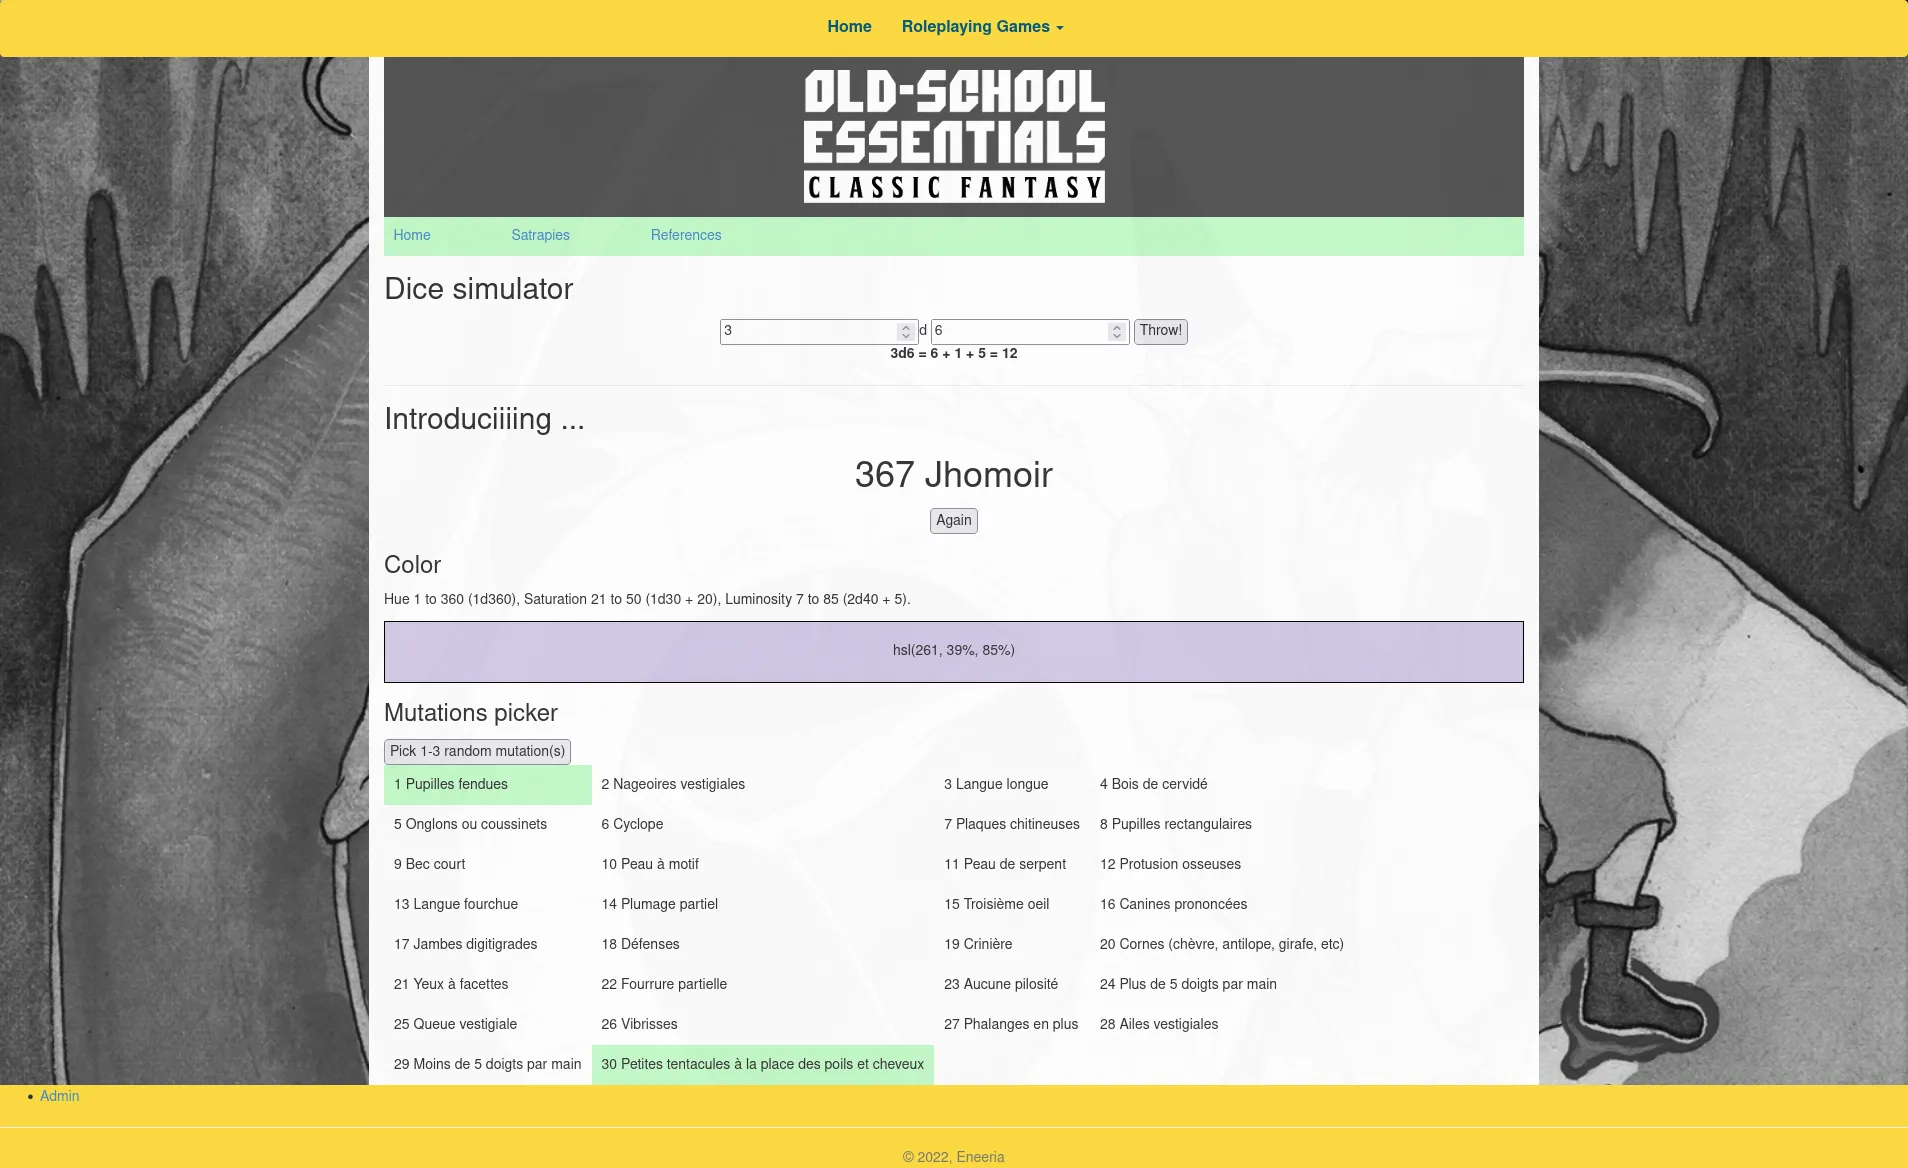 Home Roleplaying Games
OLD-SCHOOL
ESSENTIALS
CLASSIC FANTASY
Home Satrapies References
Dice simulator
3 d 6 Throw!
3d6 = 6 + 1 + 5 = 12
Introduciiiing ...
367 Jhomoir
Again
Color
Hue 1 to 360 (1d360), Saturation 21 to 50 (1d30 + 20), Luminosity 7 to 85 (2d40 + 5).
hsl(261, 39%, 85%)
Mutations picker
Pick 1-3 random mutation(s)
1 Pupilles fendues 2 Nageoires vestigiales 3 Langue longue 4 Bois de cervidé
5 Onglons ou coussinets 6 Cyclope 7 Plaques chitineuses 8 Pupilles rectangulaires
9 Bec court 10 Peau à motif 11 Peau de serpent 12 Protusion osseuses
13 Langue fourchue 14 Plumage partiel 15 Troisième oeil 16 Canines prononcées
17 Jambes digitigrades 18 Défenses 19 Crinière 20 Cornes (chèvre, antilope, girafe, etc)
21 Yeux à facettes 22 Fourrure partielle 23 Aucune pilosité 24 Plus de 5 doigts par main
25 Queue vestigiale 26 Vibrisses 27 Phalanges en plus 28 Ailes vestigiales
29 Moins de 5 doigts par main 30 Petites tentacules à la place des poils et cheveux
Admin
© 2022, Eneeria